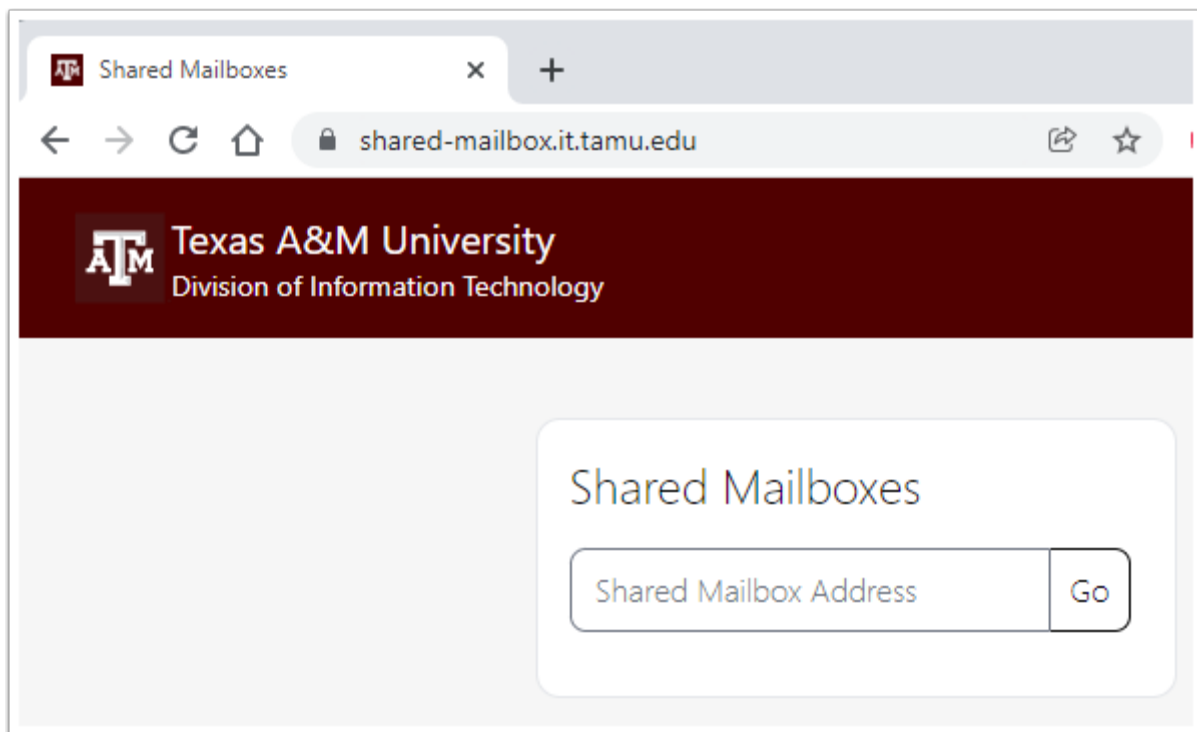 Shared Mailboxes
shared-mailbox.it.tamu.edu
ATM Texas A&M University
Division of Information Technology
Shared Mailboxes
Shared Mailbox Address Go